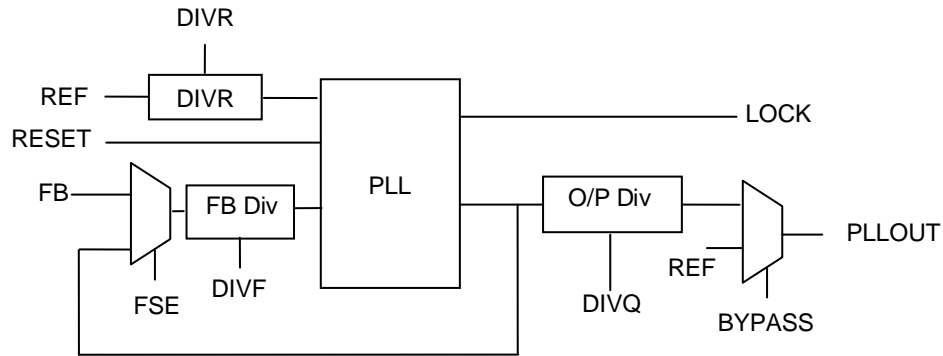 DIVR
REF
DIVR
RESET
LOCK
PLL
FB
FB Div
O/P Div
PLLOUT
REF
FSE
DIVF
DIVQ
BYPASS